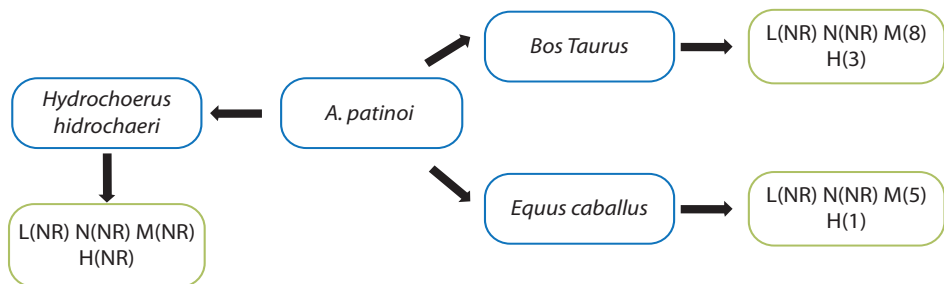 Bos Taurus
L(NR) N(NR) M(8)
H(3)
Hydrochoerus
hidrochaeri
A. patinoi
Equus caballus
L(NR) N(NR) M(5)
H(1)
L(NR) N(NR) M(NR)
H(NR)